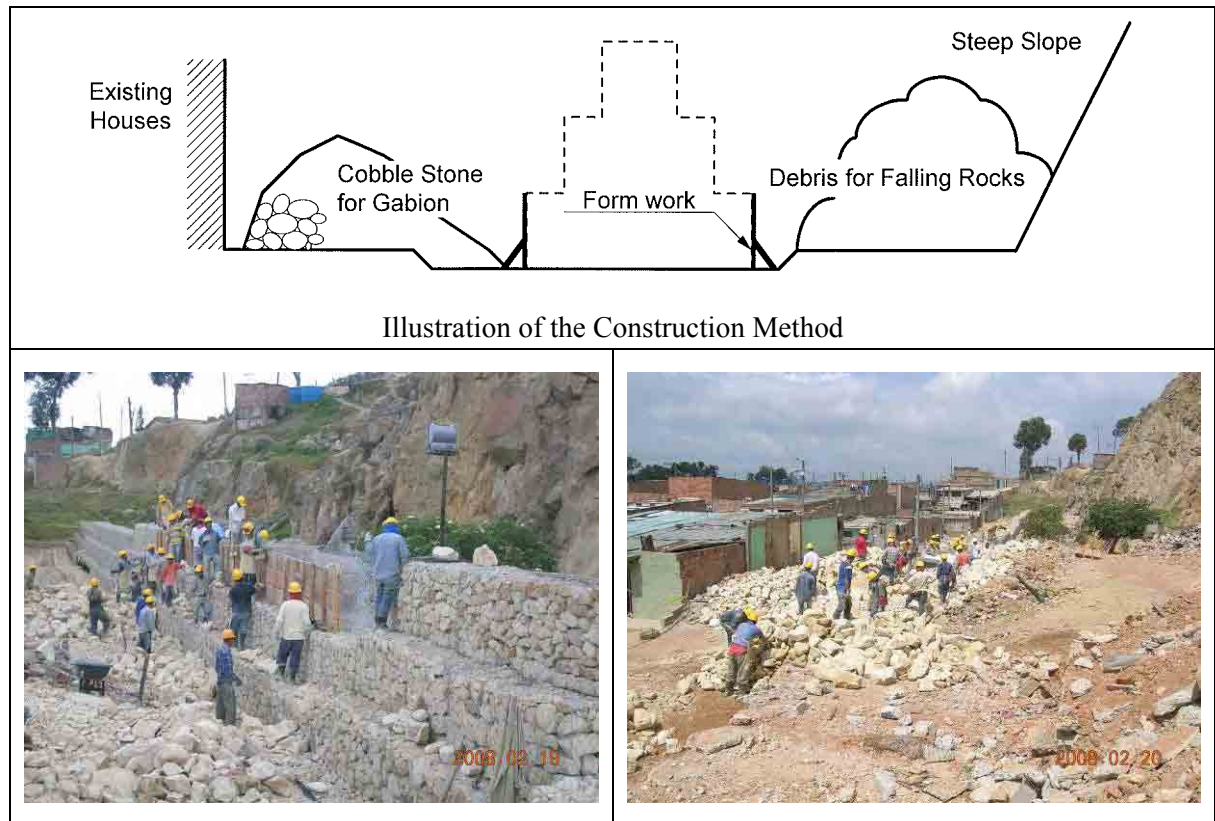 Steep Slope
Existing
Houses
Cobble Stone
for Gabion
Form work
Debris for Falling Rocks
Illustration of the Construction Method
2008 02 19
2008 02 20